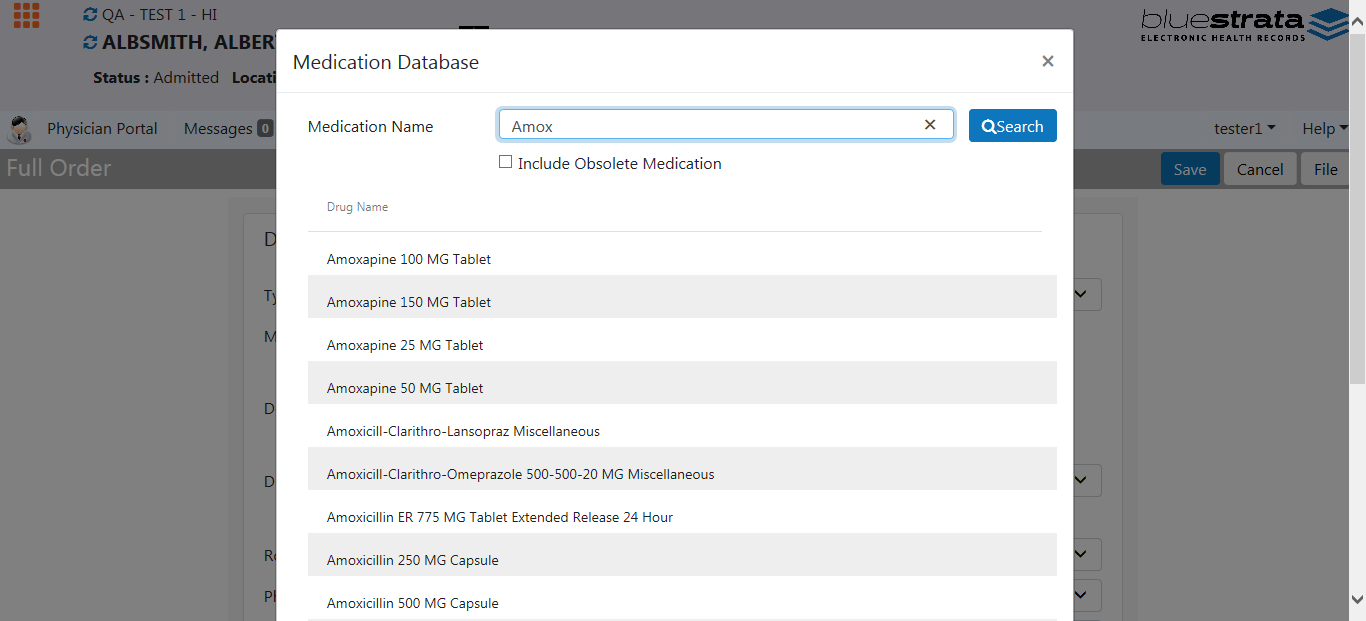 QA - TEST 1 - HI
ALBSMITH, ALBER
Status : Admitted Locati
bluestrata
ELECTRONIC HEALTH RECORDS
Medication Database ×
Physician Portal Messages 0
tester1 Help
Medication Name Amox × Search
Include Obsolete Medication
Full Order
Save Cancel File
Drug Name
Amoxapine 100 MG Tablet
Amoxapine 150 MG Tablet
Amoxapine 25 MG Tablet
Amoxapine 50 MG Tablet
Amoxicill-Clarithro-Lansopraz Miscellaneous
Amoxicill-Clarithro-Omeprazole 500-500-20 MG Miscellaneous
Amoxicillin ER 775 MG Tablet Extended Release 24 Hour
Amoxicillin 250 MG Capsule
Amoxicillin 500 MG Capsule